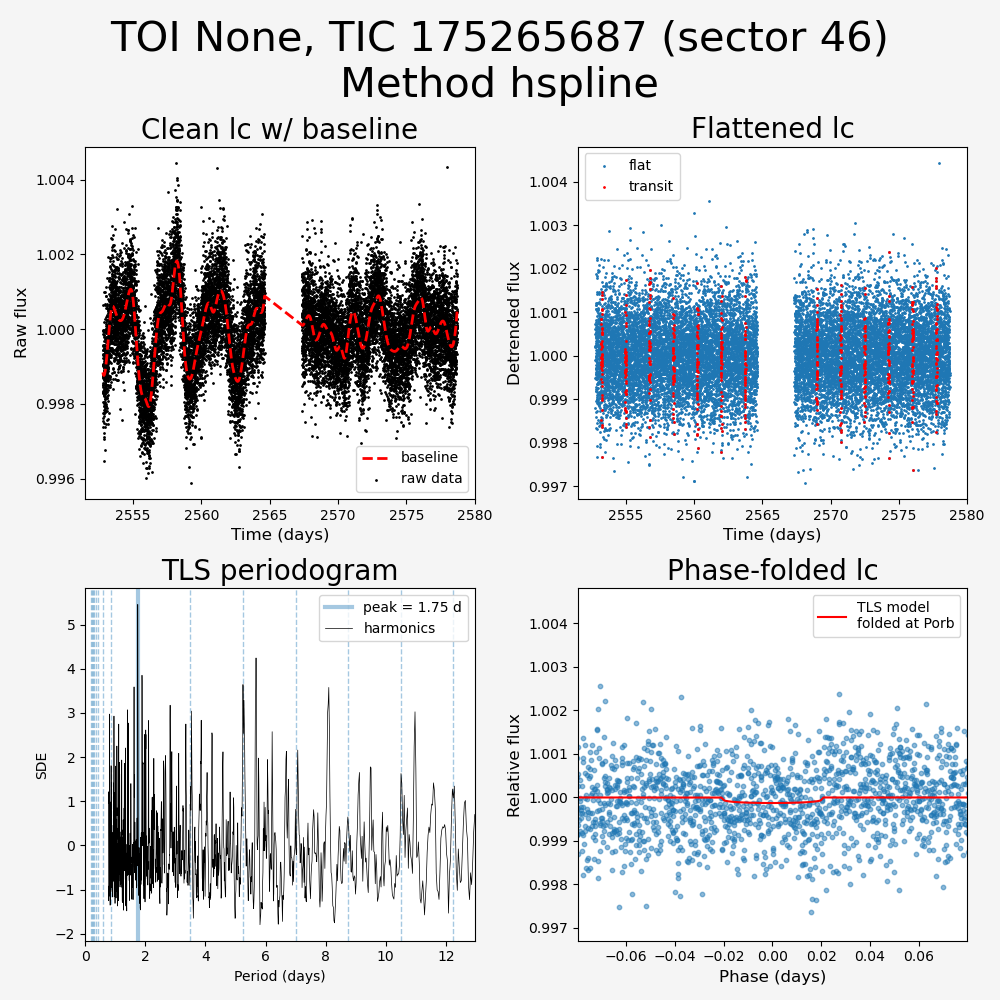 TOI None, TIC 175265687 (sector 46)
Method hspline
Clean lc w/ baseline
Raw flux
1.004
1.002
1.000
0.998
0.996
baseline
raw data
2555
2560
2565
2570
2575
2580
Time (days)
Flattened lc
Detrended flux
1.004
1.003
1.002
1.001
1.000
0.999
0.998
0.997
flat
transit
2555
2560
2565
2570
2575
2580
Time (days)
TLS periodogram
SDE
5
4
3
2
1
0
−1
−2
peak = 1.75 d
harmonics
0
2
4
6
8
10
12
Period (days)
Phase-folded lc
Relative flux
1.004
1.003
1.002
1.001
1.000
0.999
0.998
0.997
TLS model
folded at Porb
−0.06
−0.04
−0.02
0.00
0.02
0.04
0.06
Phase (days)